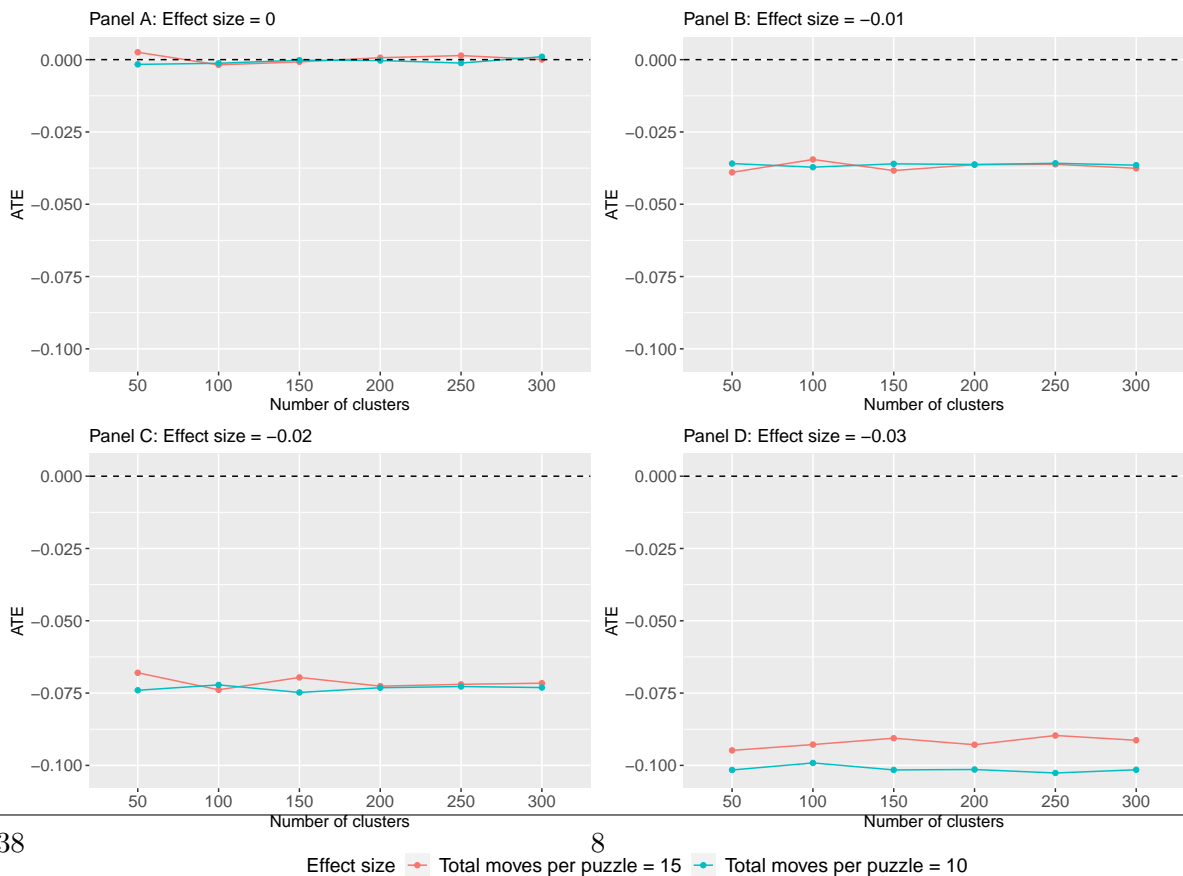 Panel A: Effect size = 0
0.000
−0.025
−0.050
−0.075
−0.100
ATE
50 100 150 200 250 300
Number of clusters
Panel B: Effect size = −0.01
0.000
−0.025
−0.050
−0.075
−0.100
ATE
50 100 150 200 250 300
Number of clusters
Panel C: Effect size = −0.02
0.000
−0.025
−0.050
−0.075
−0.100
ATE
50 100 150 200 250 300
Number of clusters
Panel D: Effect size = −0.03
0.000
−0.025
−0.050
−0.075
−0.100
ATE
50 100 150 200 250 300
Number of clusters
38 8
Effect size Total moves per puzzle = 15 Total moves per puzzle = 10